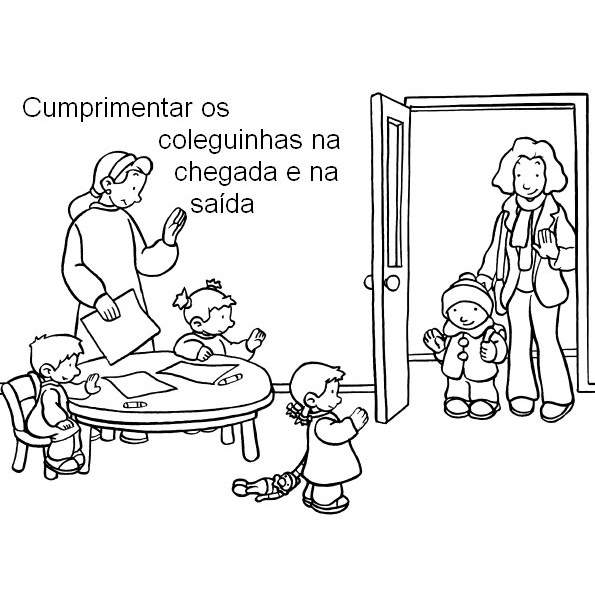 Cumprimentar os
coleguinhas na
chegada e na
saída